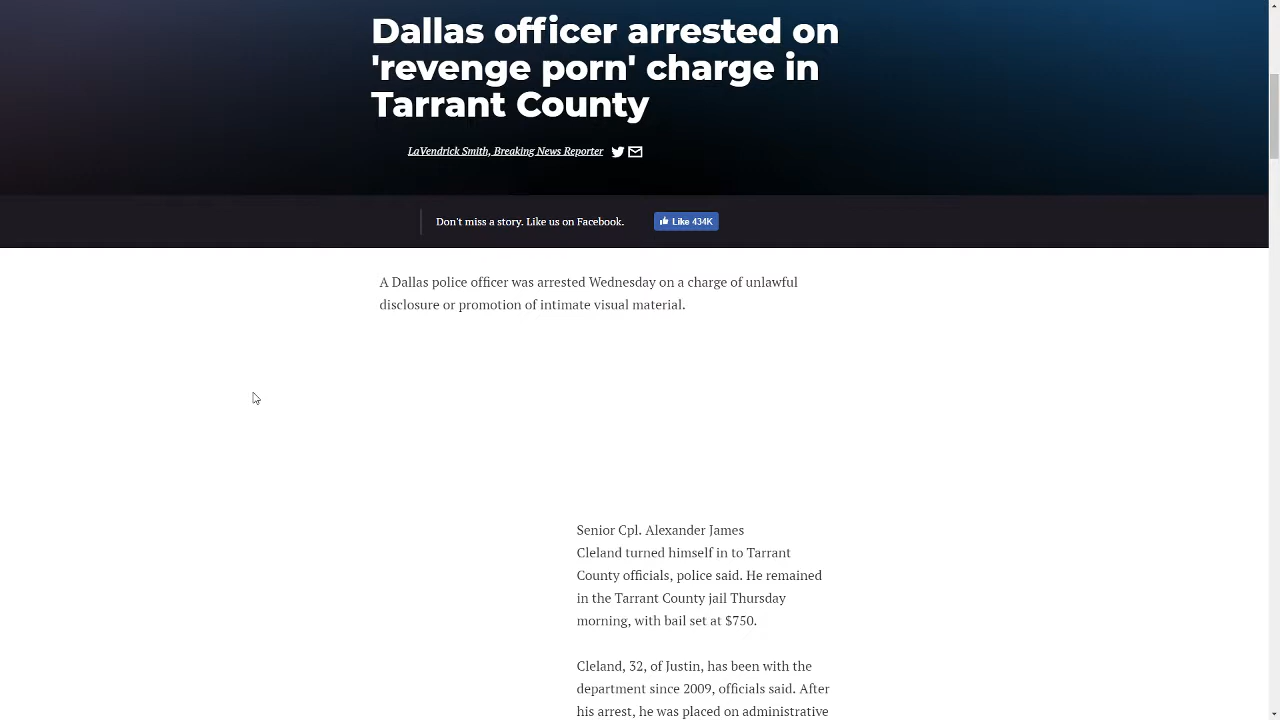 Dallas officer arrested on
'revenge porn' charge in
Tarrant County
LaVendrick Smith, Breaking News Reporter
Don't miss a story. Like us on Facebook.
Like 434K
A Dallas police officer was arrested Wednesday on a charge of unlawful
disclosure or promotion of intimate visual material.
Senior Cpl. Alexander James
Cleland turned himself in to Tarrant
County officials, police said. He remained
in the Tarrant County jail Thursday
morning, with bail set at $750.
Cleland, 32, of Justin, has been with the
department since 2009, officials said. After
his arrest, he was placed on administrative